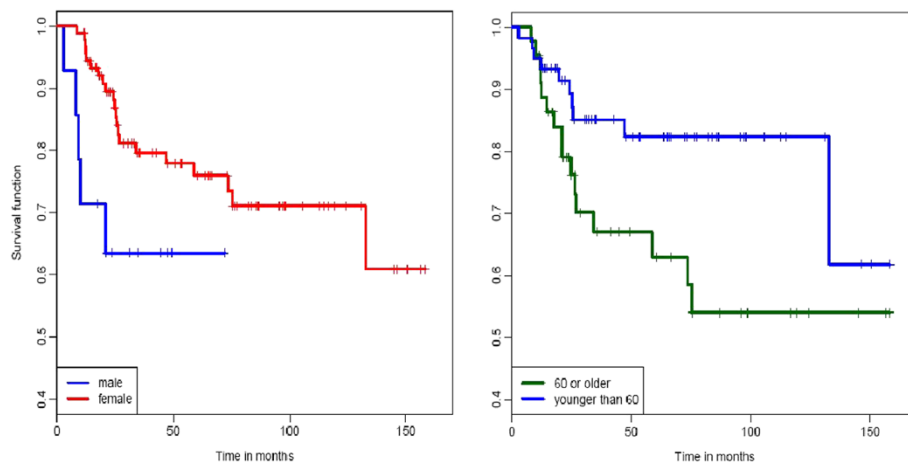 Survival function
1.0
0.9
0.8
0.7
0.6
0.5
0.4
male
female
0 50 100 150
Time in months
1.0
0.9
0.8
0.7
0.6
0.5
0.4
60 or older
younger than 60
0 50 100 150
Time in months